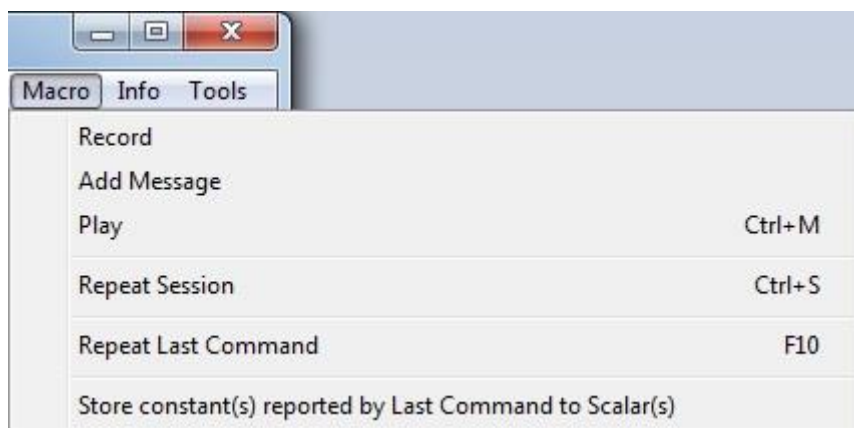 Macro Info Tools
Record
Add Message
Play Ctrl+M
Repeat Session Ctrl+S
Repeat Last Command F10
Store constant(s) reported by Last Command to Scalar(s)